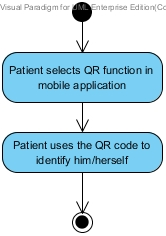 Visual Paradigm for UML Enterprise Edition(Co
Patient selects QR function in
mobile application
Patient uses the QR code to
identify him/herself